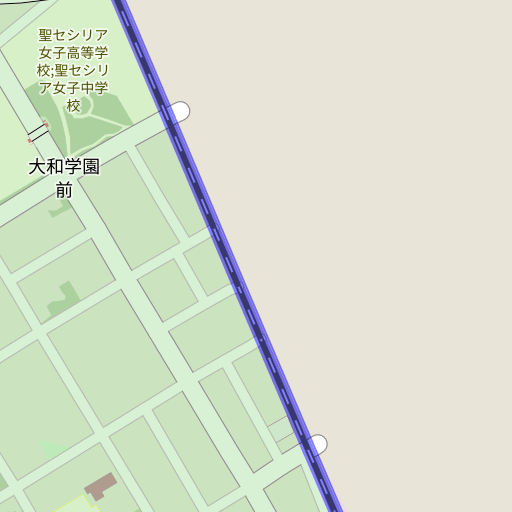 聖セシリア
女子高等学
校;聖セシリ
ア女子中学
校
大和学園
前